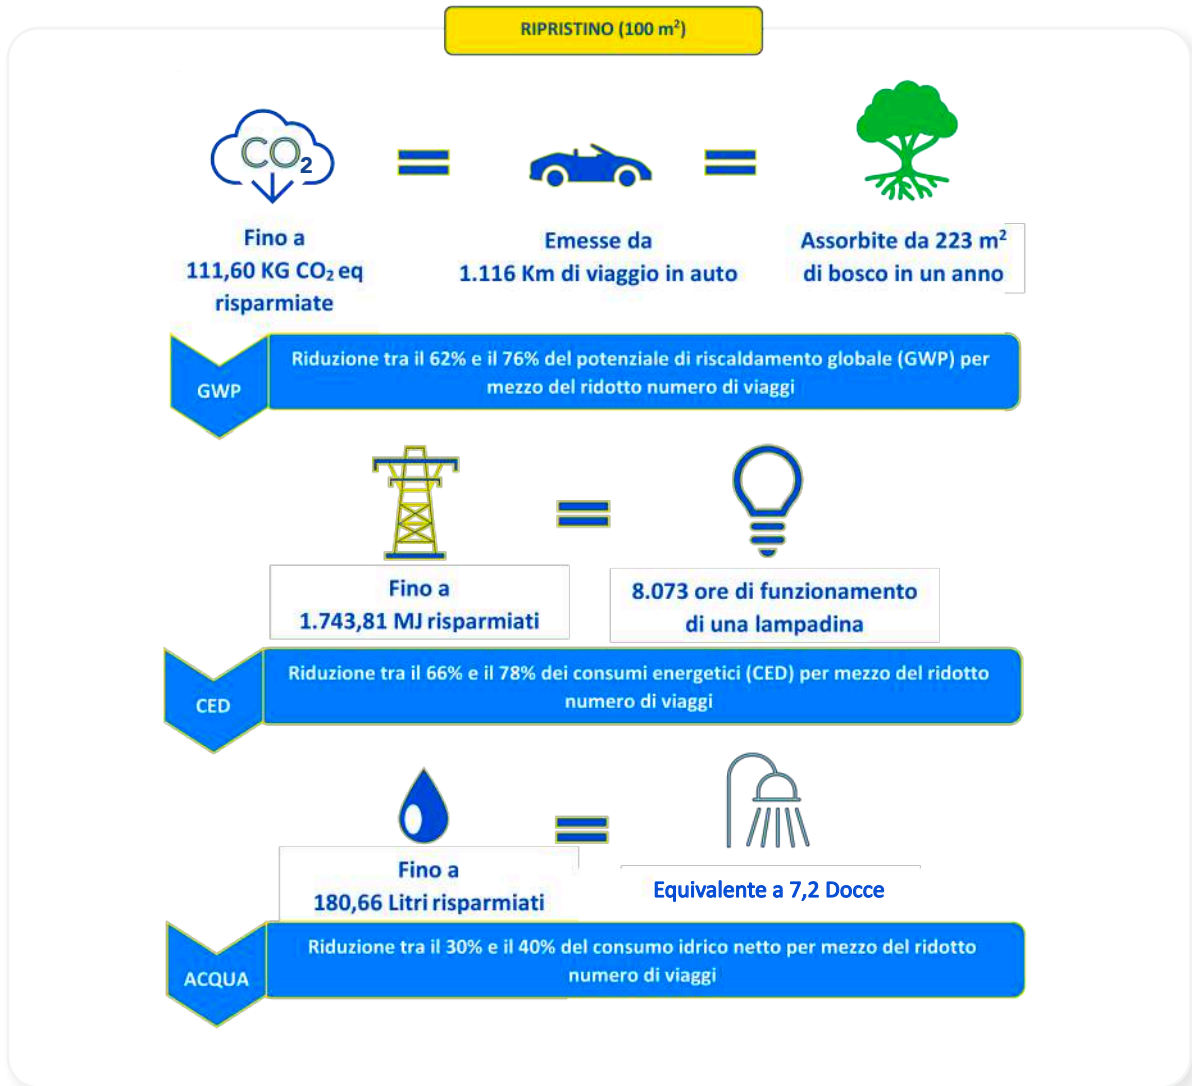 RIPRISTINO (100 m²)
CO₂
Fino a
111,60 KG CO₂ eq
risparmiate
Emesse da
1.116 Km di viaggio in auto
Assorbite da 223 m²
di bosco in un anno
GWP
Riduzione tra il 62% e il 76% del potenziale di riscaldamento globale (GWP) per
mezzo del ridotto numero di viaggi
Fino a
1.743,81 MJ risparmiati
8.073 ore di funzionamento
di una lampadina
CED
Riduzione tra il 66% e il 78% dei consumi energetici (CED) per mezzo del ridotto
numero di viaggi
Fino a
180,66 Litri risparmiati
Equivalente a 7,2 Docce
ACQUA
Riduzione tra il 30% e il 40% del consumo idrico netto per mezzo del ridotto
numero di viaggi